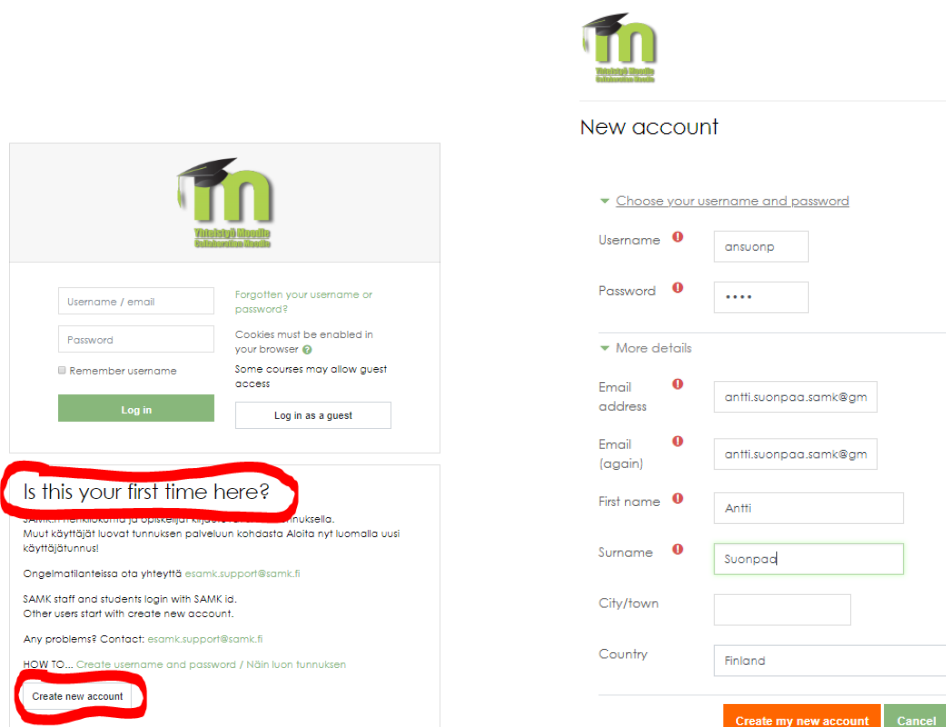 Yhteistyö Moodle
Collaboration Moodle
Username / email
Forgotten your username or
password?
Password
Cookies must be enabled in
your browser
Remember username
Some courses may allow guest
access
Log in
Log in as a guest
Is this your first time here?
SAMK:n henkilökunta ja opiskelijat
Muut käyttäjät luovat tunnuksen palveluun kohdasta Aloita nyt luomalla uusi
käyttäjätunnus!
Ongelmatilanteissa ota yhteyttä esamk.support@samk.fi
SAMK staff and students login with SAMK id.
Other users start with create new account.
Any problems? Contact: esamk.support@samk.fi
HOW TO... Create username and password / Näin luon tunnuksen
Create new account
Yhteistyö Moodle
Collaboration Moodle
New account
Choose your username and password
Username
ansuonp
Password
••••
More details
Email
address
antti.suonpaa.samk@gm
Email
(again)
antti.suonpaa.samk@gm
First name
Antti
Surname
Suonpaa
City/town
Country
Finland
Create my new account
Cancel